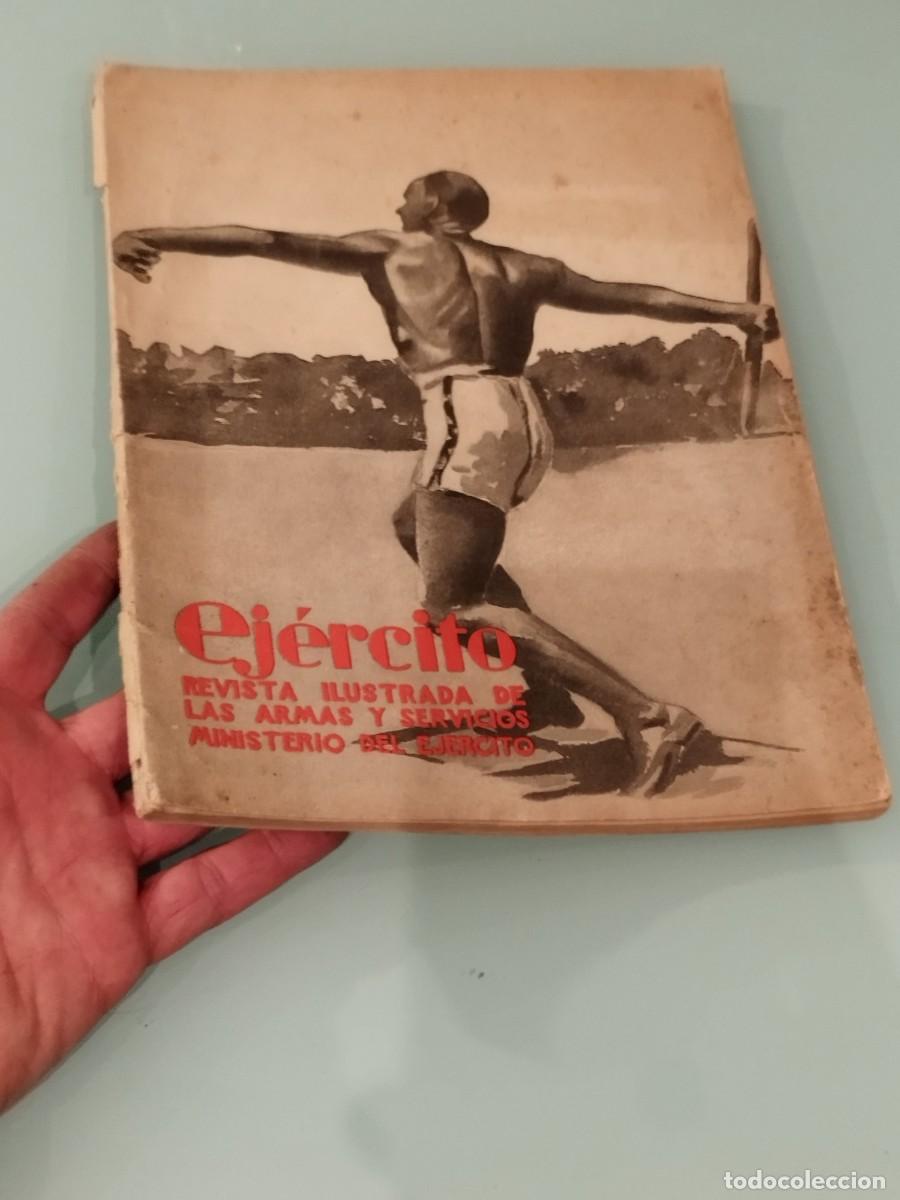 ejército
REVISTA ILUSTRADA DE
LAS ARMAS Y SERVICIOS
MINISTERIO DEL EJERCITO
todocoleccion